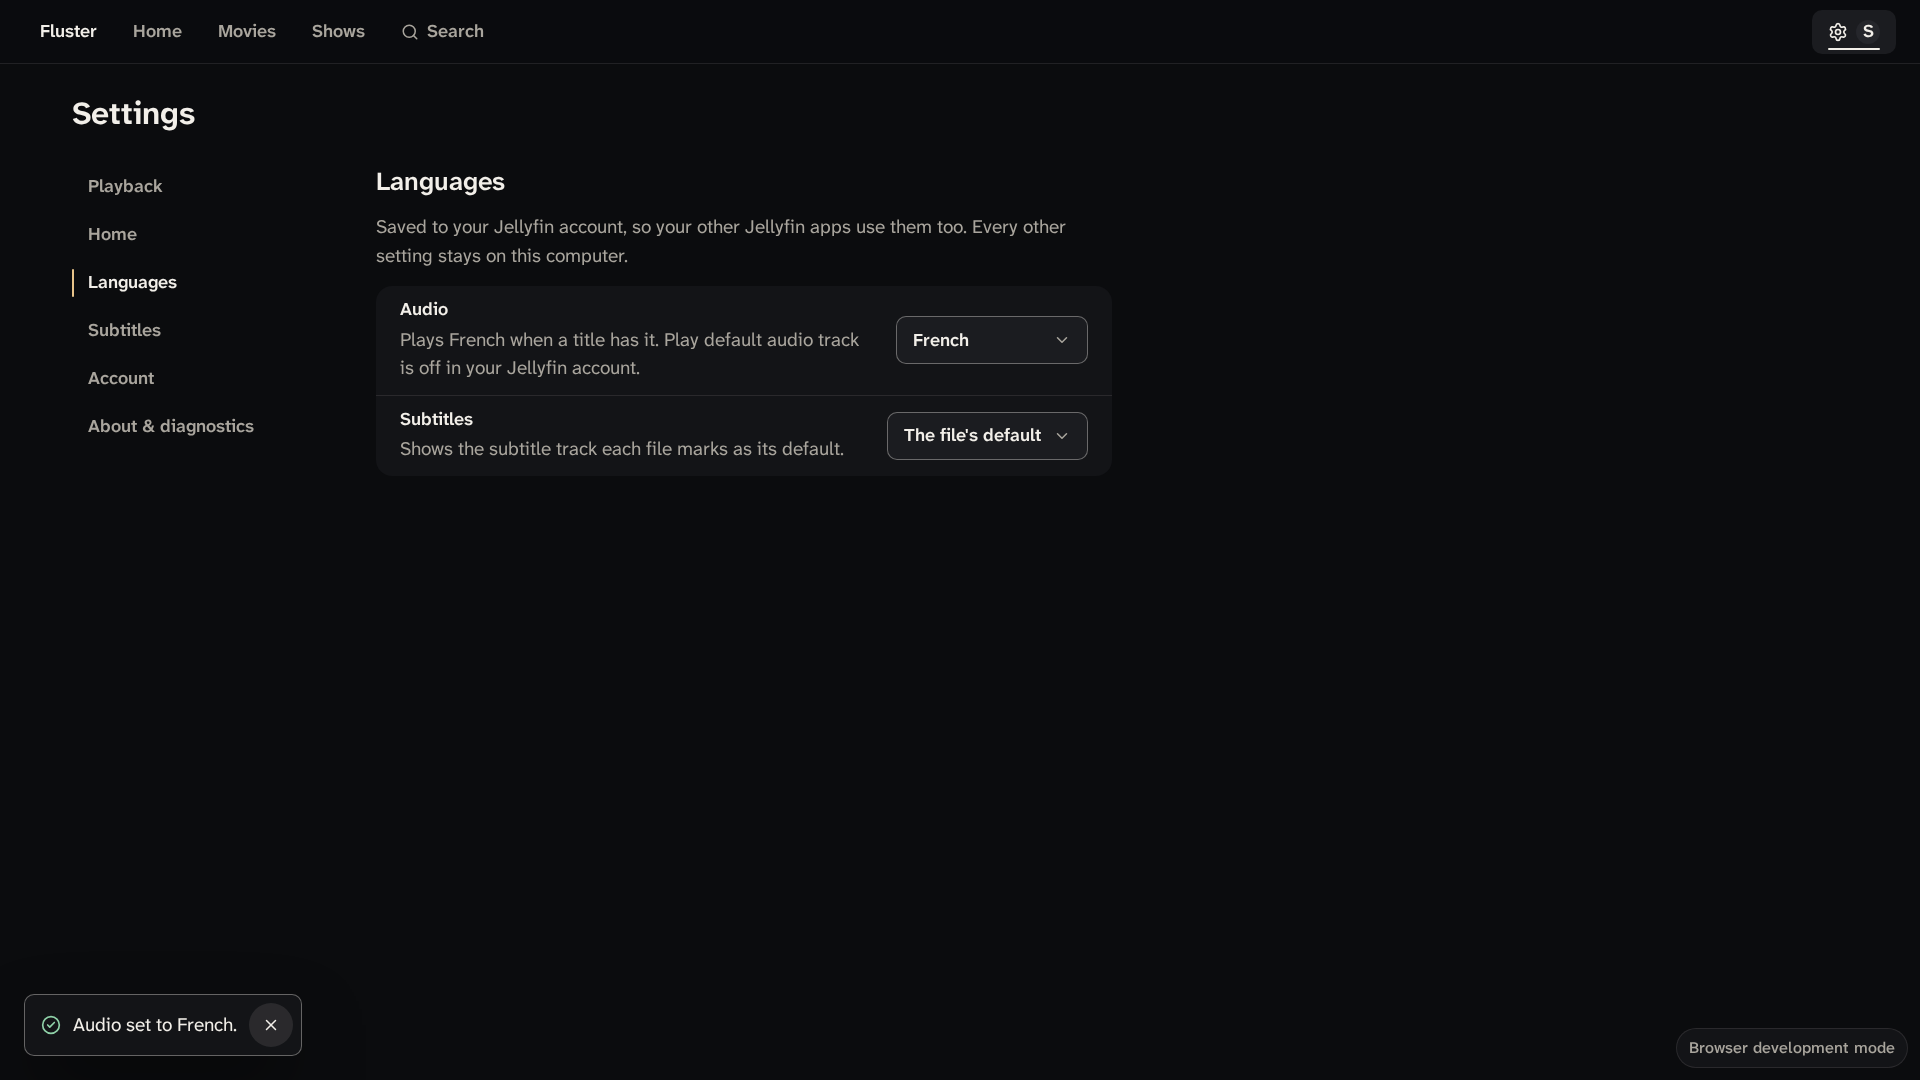 Fluster
Home
Movies
Shows
Search
S
Settings
Playback
Home
Languages
Subtitles
Account
About & diagnostics
Languages
Saved to your Jellyfin account, so your other Jellyfin apps use them too. Every other
setting stays on this computer.
Audio
Plays French when a title has it. Play default audio track
is off in your Jellyfin account.
French
Subtitles
Shows the subtitle track each file marks as its default.
The file's default
Audio set to French.
Browser development mode